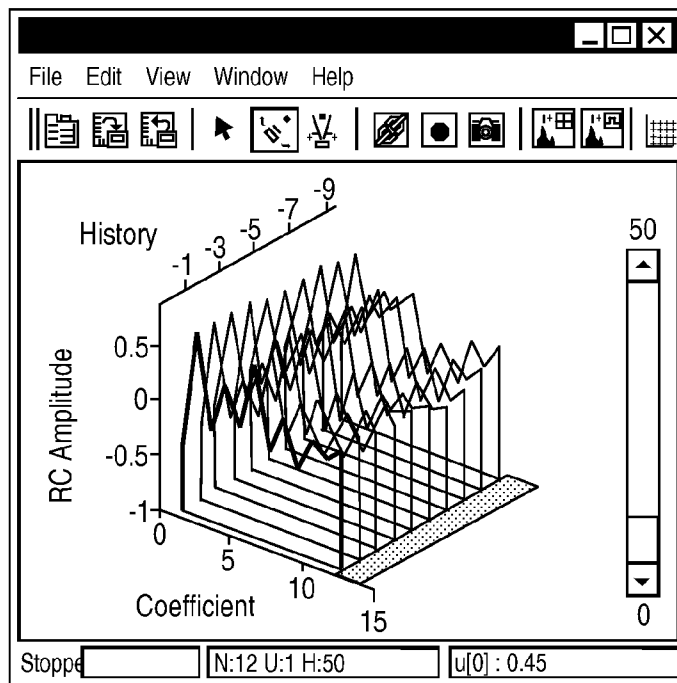 File Edit View Window Help
History
-1 -3 -5 -7 -9
50
RC Amplitude
0.5
0
-0.5
-1
0
5
10
15
Coefficient
0
Stoppe
N:12 U:1 H:50
u[0] : 0.45